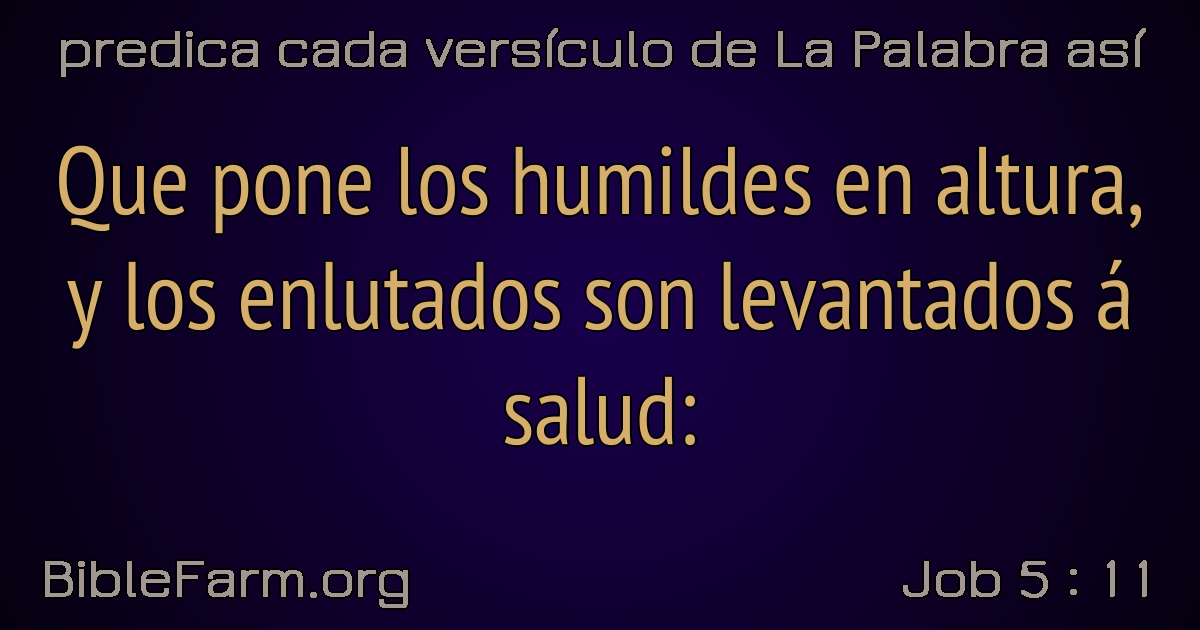 predica cada versículo de La Palabra así
Que pone los humildes en altura,
y los enlutados son levantados á
salud:
BibleFarm.org
Job 5 : 11